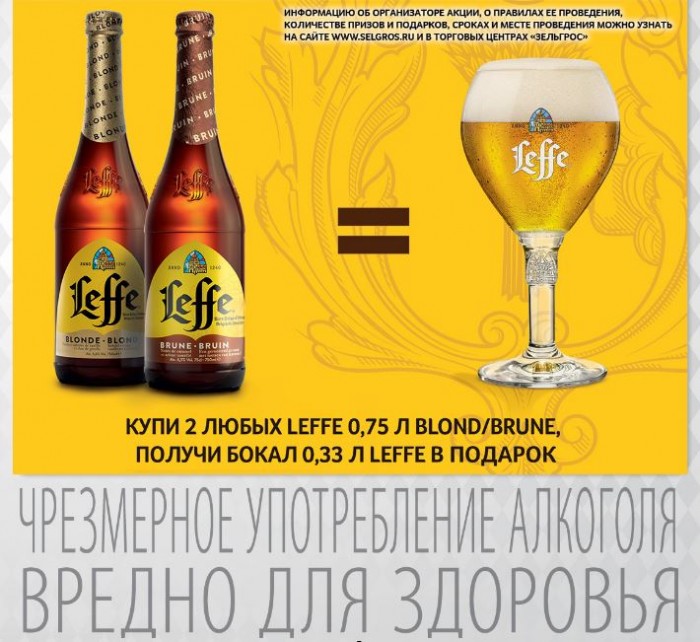 ИНФОРМАЦИЮ ОБ ОРГАНИЗАТОРЕ АКЦИИ, О ПРАВИЛАХ ЕЕ ПРОВЕДЕНИЯ,
КОЛИЧЕСТВЕ ПРИЗОВ И ПОДАРКОВ, СРОКАХ И МЕСТЕ ПРОВЕДЕНИЯ МОЖНО УЗНАТЬ
НА САЙТЕ WWW.SELGROS.RU И В ТОРГОВЫХ ЦЕНТРАХ «ЗЕЛЬГРОС»
BLOND
BRUIN
Leffe
Leffe
Leffe
=
Leffe
BLONDE·BLOND
Leffe
BRUNE·BRUIN
КУПИ 2 ЛЮБЫХ LEFFE 0,75 Л BLOND/BRUNE,
ПОЛУЧИ БОКАЛ 0,33 Л LEFFE В ПОДАРОК
ЧРЕЗМЕРНОЕ УПОТРЕБЛЕНИЕ АЛКОГОЛЯ
ВРЕДНО ДЛЯ ЗДОРОВЬЯ